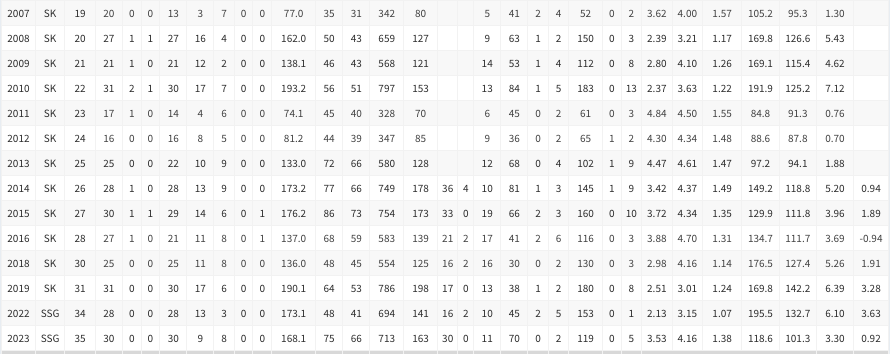 2007 SK 19 20 0 0 13 3 7 0 0 77.0 35 31 342 80 5 41 2 4 52 0 2 3.62 4.00 1.57 105.2 95.3 1.30
2008 SK 20 27 1 1 27 16 4 0 0 162.0 50 43 659 127 9 63 1 2 150 0 3 2.39 3.21 1.17 169.8 126.6 5.43
2009 SK 21 21 1 0 21 12 2 0 0 138.1 46 43 568 121 14 53 1 4 112 0 8 2.80 4.10 1.26 169.1 115.4 4.62
2010 SK 22 31 2 1 30 17 7 0 0 193.2 56 51 797 153 13 84 1 5 183 0 13 2.37 3.63 1.22 191.9 125.2 7.12
2011 SK 23 17 1 0 14 4 6 0 0 74.1 45 40 328 70 6 45 0 2 61 0 3 4.84 4.50 1.55 84.8 91.3 0.76
2012 SK 24 16 0 0 16 8 5 0 0 81.2 44 39 347 85 9 36 0 2 65 1 2 4.30 4.34 1.48 88.6 87.8 0.70
2013 SK 25 25 0 0 22 10 9 0 0 133.0 72 66 580 128 12 68 0 4 102 1 9 4.47 4.61 1.47 97.2 94.1 1.88
2014 SK 26 28 1 0 28 13 9 0 0 173.2 77 66 749 178 36 4 10 81 1 3 145 1 9 3.42 4.37 1.49 149.2 118.8 5.20 0.94
2015 SK 27 30 1 1 29 14 6 0 1 176.2 86 73 754 173 33 0 19 66 2 3 160 0 10 3.72 4.34 1.35 129.9 111.8 3.96 1.89
2016 SK 28 27 1 0 21 11 8 0 1 137.0 68 59 583 139 21 2 17 41 2 6 116 0 3 3.88 4.70 1.31 134.7 111.7 3.69 -0.94
2018 SK 30 25 0 0 25 11 8 0 0 136.0 48 45 554 125 16 2 16 30 0 2 130 0 3 2.98 4.16 1.14 176.5 127.4 5.26 1.91
2019 SK 31 31 0 0 30 17 6 0 0 190.1 64 53 786 198 17 0 13 38 1 2 180 0 8 2.51 3.01 1.24 169.8 142.2 6.39 3.28
2022 SSG 34 28 0 0 28 13 3 0 0 173.1 48 41 694 141 16 2 10 45 2 5 153 0 1 2.13 3.15 1.07 195.5 132.7 6.10 3.63
2023 SSG 35 30 0 0 30 9 8 0 0 168.1 75 66 713 163 30 0 11 70 0 2 119 0 5 3.53 4.16 1.38 118.6 101.3 3.30 0.92